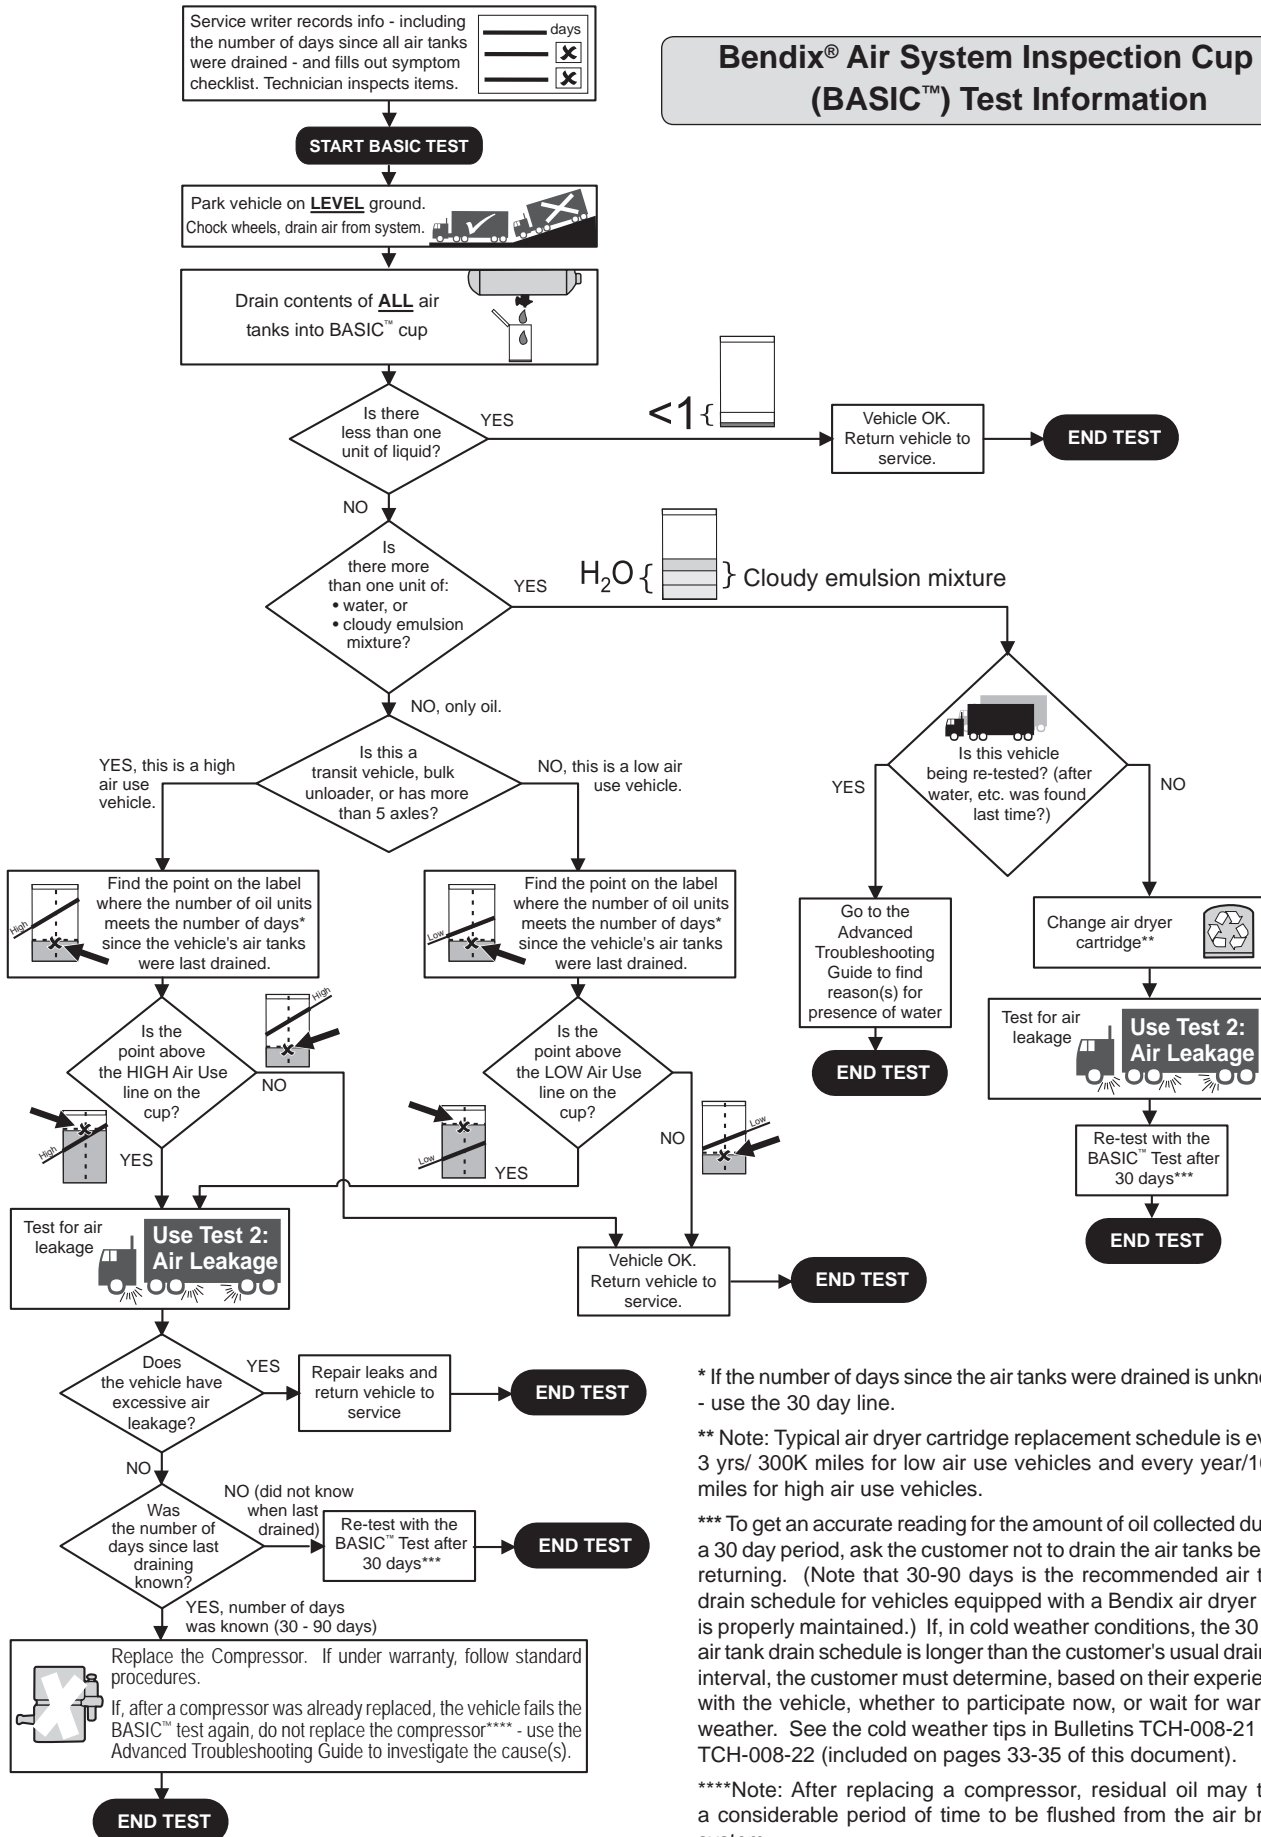 Service writer records info - including
the number of days since all air tanks
were drained - and fills out symptom
checklist. Technician inspects items.
days
Bendix® Air System Inspection Cup
(BASIC™) Test Information
START BASIC TEST
Park vehicle on LEVEL ground.
Chock wheels, drain air from system.
Drain contents of ALL air
tanks into BASIC™ cup
Is there
less than one
unit of liquid?
YES
<1 {
Vehicle OK.
Return vehicle to
service.
END TEST
NO
Is
there more
than one unit of:
• water, or
• cloudy emulsion
mixture?
YES
H₂O { } Cloudy emulsion mixture
NO, only oil.
Is this vehicle
being re-tested? (after
water, etc. was found
last time?)
YES
NO
Is this a
transit vehicle, bulk
unloader, or has more
than 5 axles?
YES, this is a high
air use
vehicle.
NO, this is a low air
use vehicle.
Find the point on the label
where the number of oil units
meets the number of days*
since the vehicle's air tanks
were last drained.
High
Find the point on the label
where the number of oil units
meets the number of days*
since the vehicle's air tanks
were last drained.
Low
Go to the
Advanced
Troubleshooting
Guide to find
reason(s) for
presence of water
END TEST
Change air dryer
cartridge**
Test for air
leakage
Use Test 2:
Air Leakage
Re-test with the
BASIC™ Test after
30 days***
END TEST
Is the
point above
the HIGH Air Use
line on the
cup?
High
NO
High
YES
Is the
point above
the LOW Air Use
line on the
cup?
Low
YES
NO
Low
Test for air
leakage
Use Test 2:
Air Leakage
Vehicle OK.
Return vehicle to
service.
END TEST
Does
the vehicle have
excessive air
leakage?
YES
Repair leaks and
return vehicle to
service
END TEST
NO
Was
the number of
days since last
draining
known?
NO (did not know
when last
drained)
Re-test with the
BASIC™ Test after
30 days***
END TEST
YES, number of days
was known (30 - 90 days)
Replace the Compressor. If under warranty, follow standard
procedures.
If, after a compressor was already replaced, the vehicle fails the
BASIC™ test again, do not replace the compressor**** - use the
Advanced Troubleshooting Guide to investigate the cause(s).
END TEST
* If the number of days since the air tanks were drained is
- use the 30 day line.
** Note: Typical air dryer cartridge replacement schedule is
3 yrs/ 300K miles for low air use vehicles and every
miles for high air use vehicles.
*** To get an accurate reading for the amount of oil collected
a 30 day period, ask the customer not to drain the air tanks
returning. (Note that 30-90 days is the recommended air
drain schedule for vehicles equipped with a Bendix air dryer
is properly maintained.) If, in cold weather conditions, the 30
air tank drain schedule is longer than the customer's usual
interval, the customer must determine, based on their
with the vehicle, whether to participate now, or wait for
weather. See the cold weather tips in Bulletins TCH-008-21
TCH-008-22 (included on pages 33-35 of this document).
****Note: After replacing a compressor, residual oil may
a considerable period of time to be flushed from the air